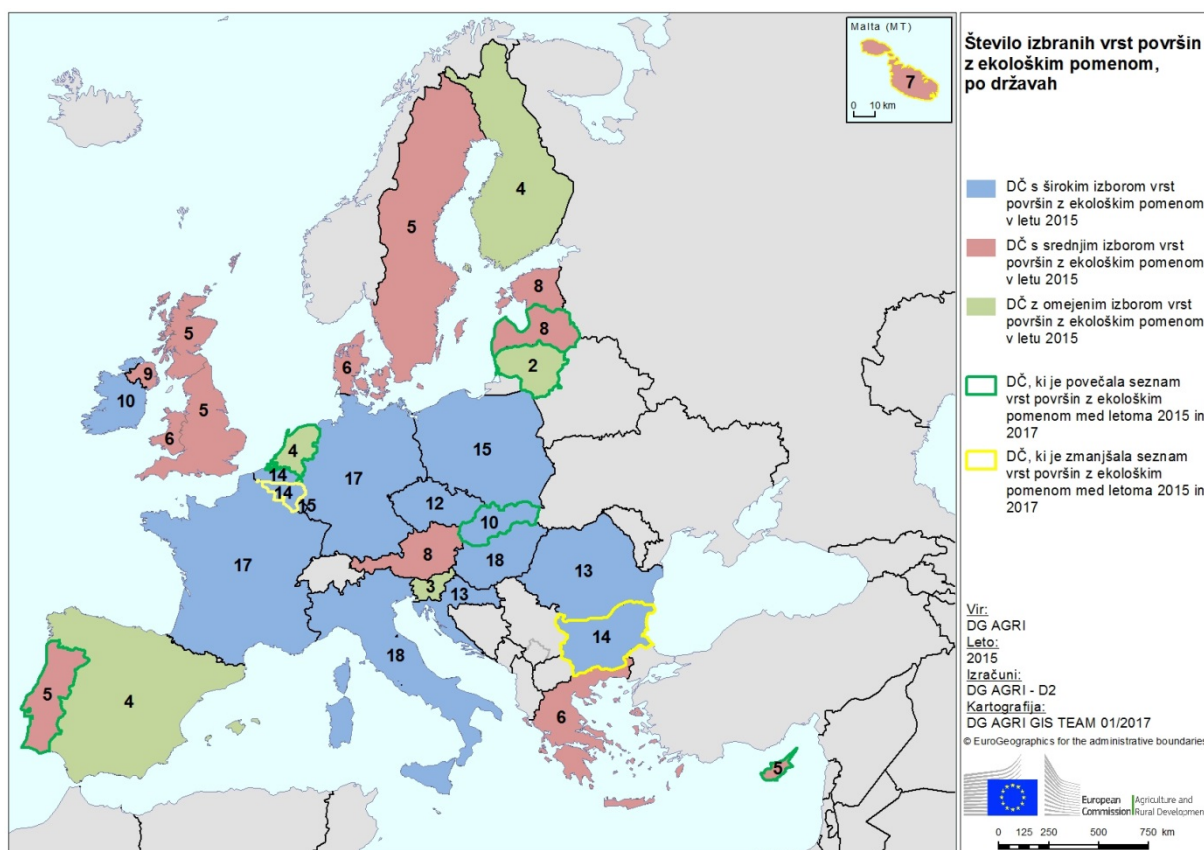 Malta (MT)
7
0 10 km
4
5
8
8
2
5
9
10
5
6
6
4
14
14
15
17
15
12
10
17
8
18
3
13
13
18
14
5
4
6
5
Število izbranih vrst površin
z ekološkim pomenom,
po državah
DČ s širokim izborom vrst
površin z ekološkim pomenom
v letu 2015
DČ s srednjim izborom vrst
površin z ekološkim pomenom
v letu 2015
DČ z omejenim izborom vrst
površin z ekološkim pomenom
v letu 2015
DČ, ki je povečala seznam
vrst površin z ekološkim
pomenom med letoma 2015 in
2017
DČ, ki je zmanjšala seznam
vrst površin z ekološkim
pomenom med letoma 2015 in
2017
Vir:
DG AGRI
Leto:
2015
Izračuni:
DG AGRI - D2
Kartografija:
DG AGRI GIS TEAM 01/2017
© EuroGeographics for the administrative boundaries
European
Commission
Agriculture and
Rural Development
0 125 250 500 750 km